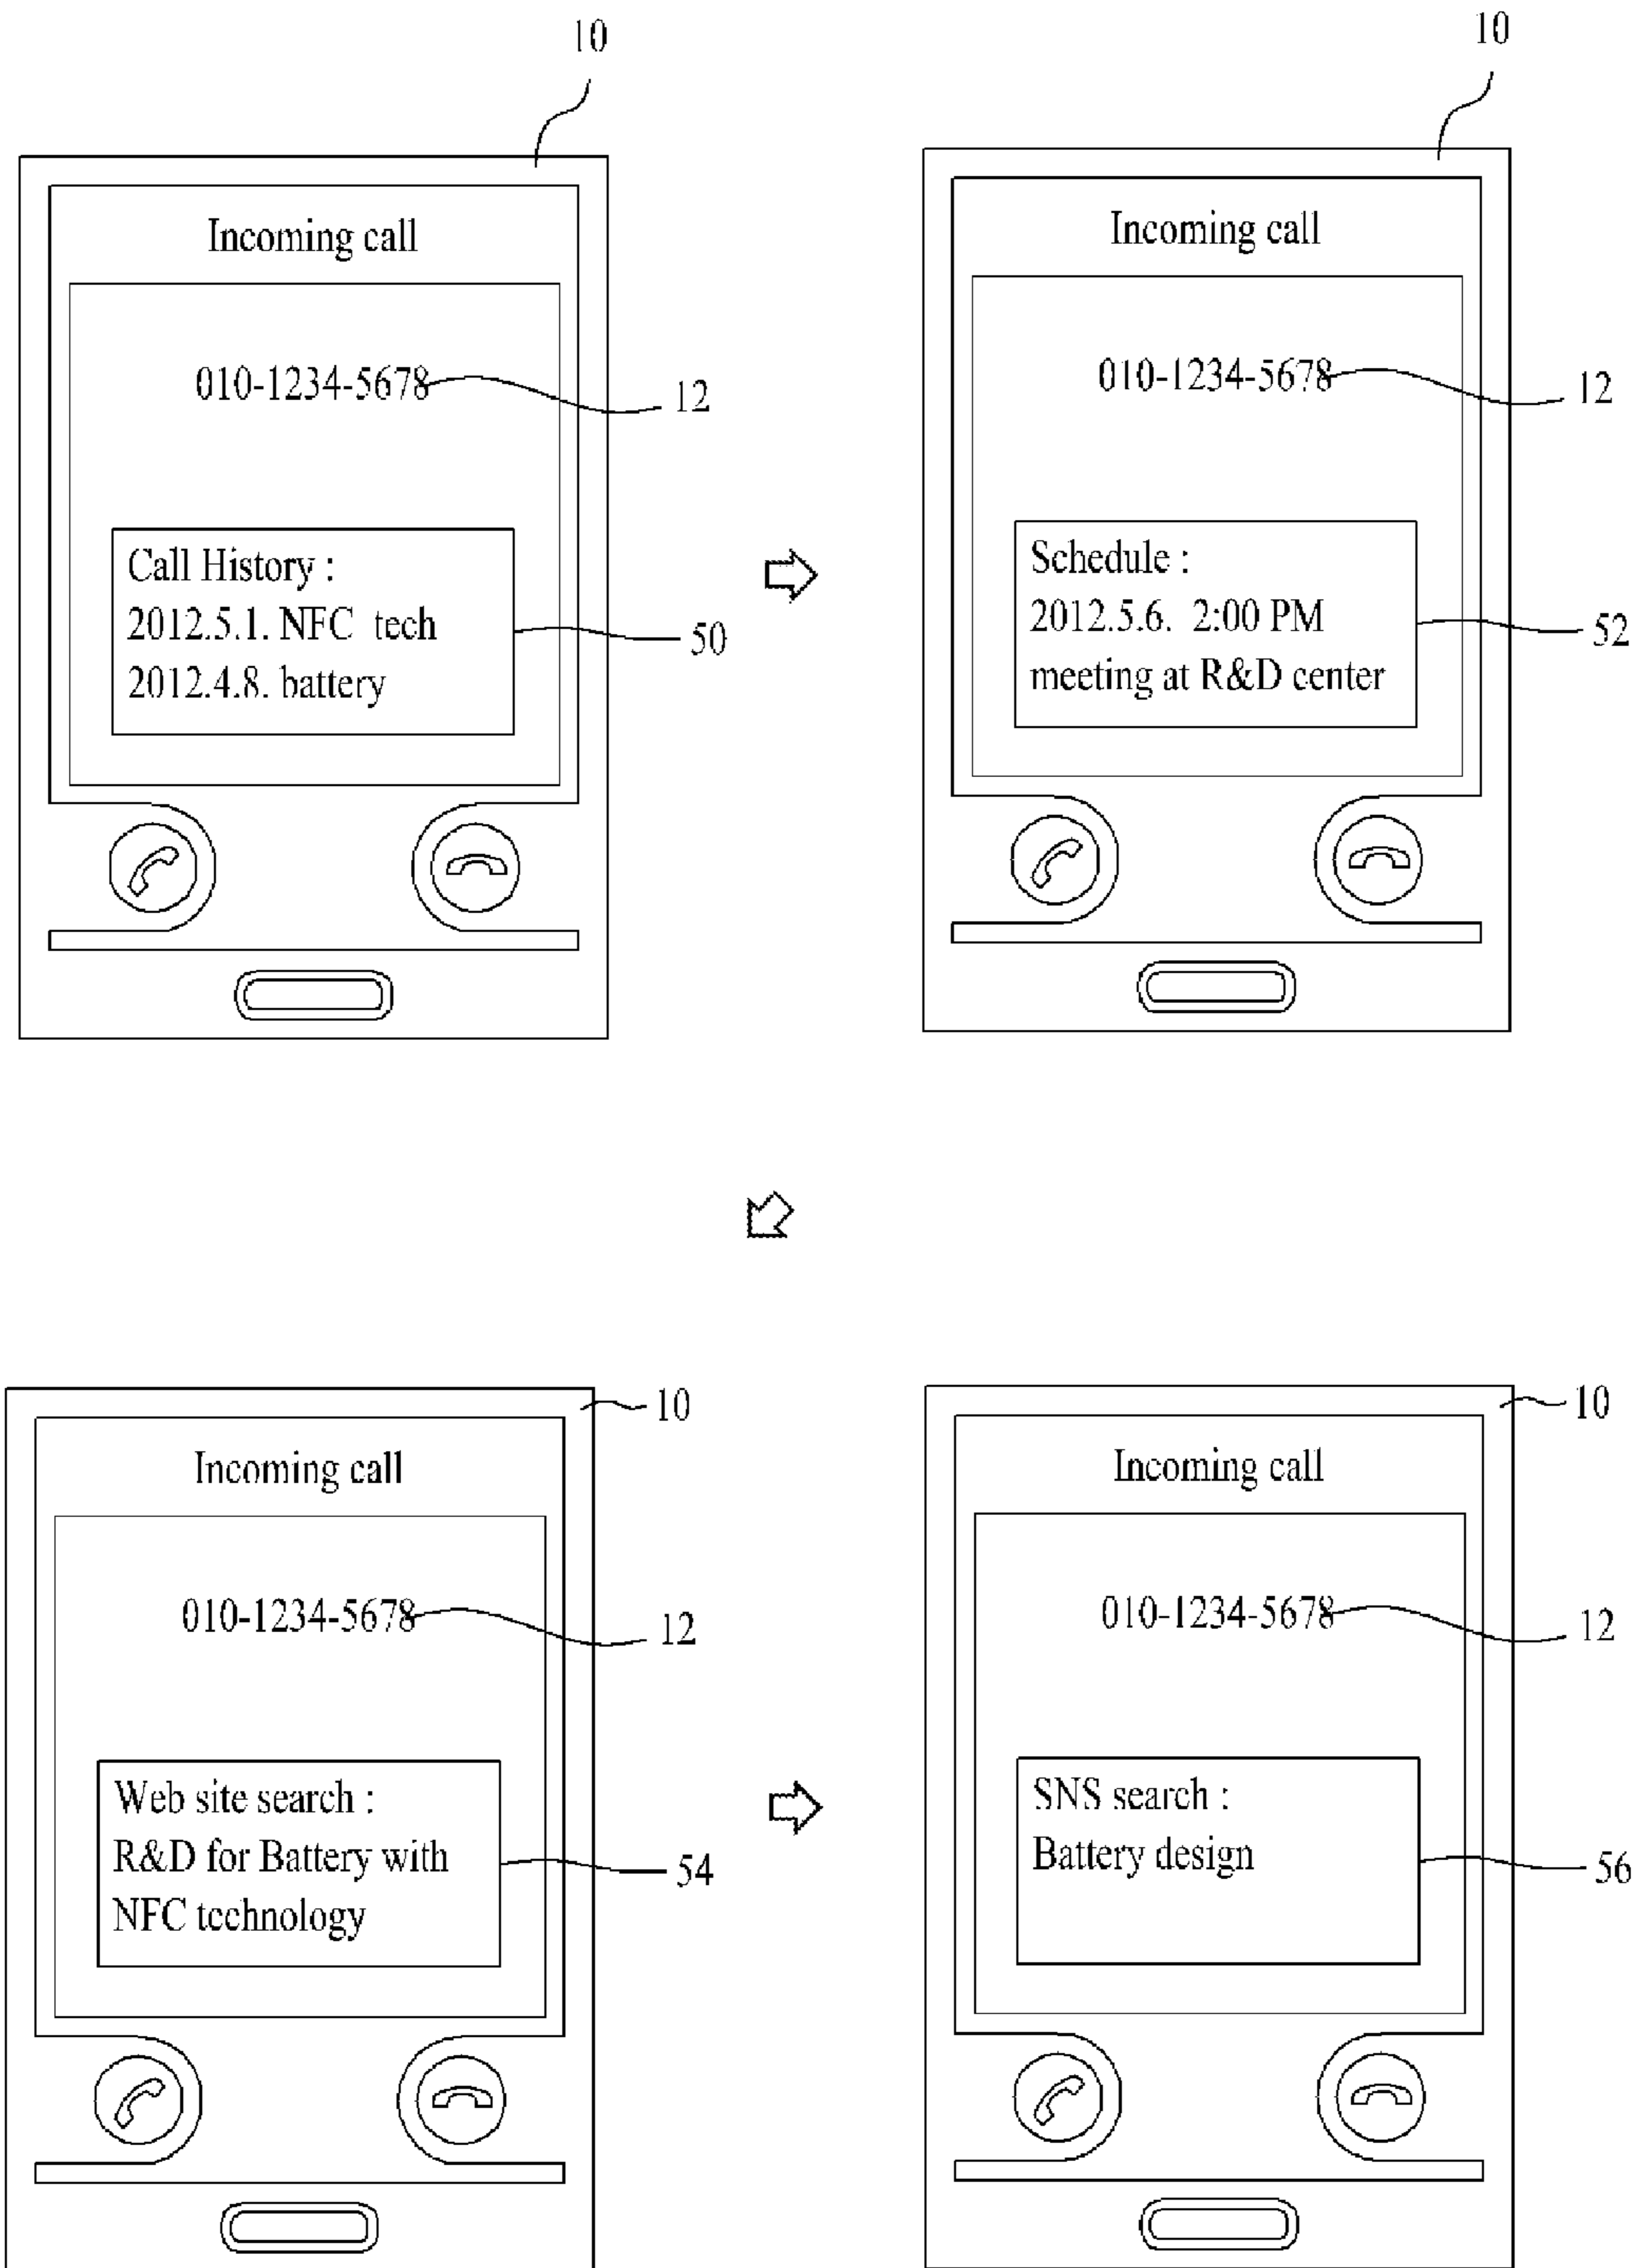 10
Incoming call
010-1234-5678
12
Call History :
2012.5.1. NFC tech
2012.4.8. battery
50
10
Incoming call
010-1234-5678
12
Schedule :
2012.5.6. 2:00 PM
meeting at R&D center
52
10
Incoming call
010-1234-5678
12
Web site search :
R&D for Battery with
NFC technology
54
10
Incoming call
010-1234-5678
12
SNS search :
Battery design
56